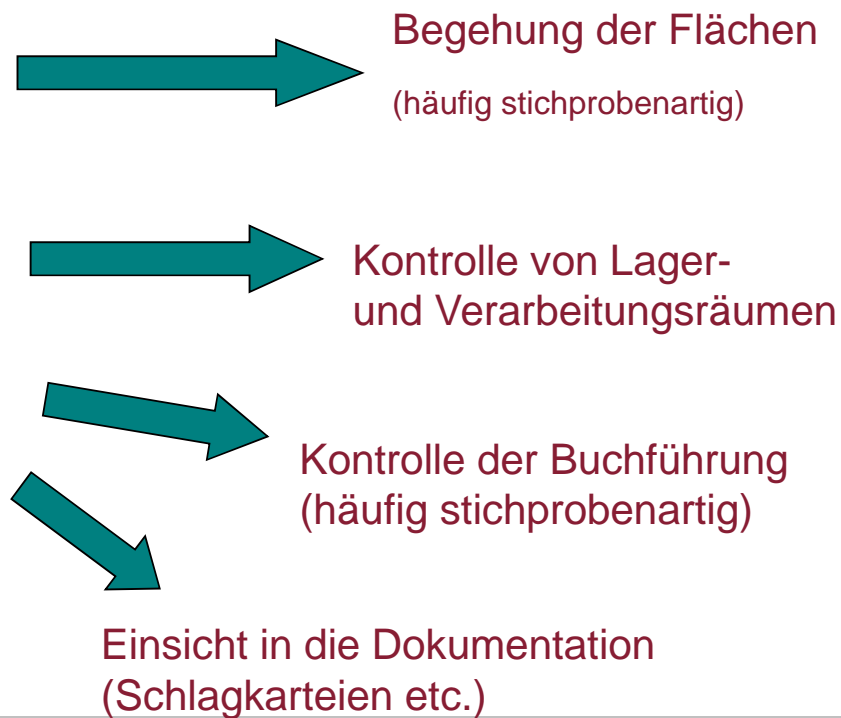 Begehung der Flächen
(häufig stichprobenartig)
Kontrolle von Lager-
und Verarbeitungsräumen
Kontrolle der Buchführung
(häufig stichprobenartig)
Einsicht in die Dokumentation
(Schlagkarteien etc.)